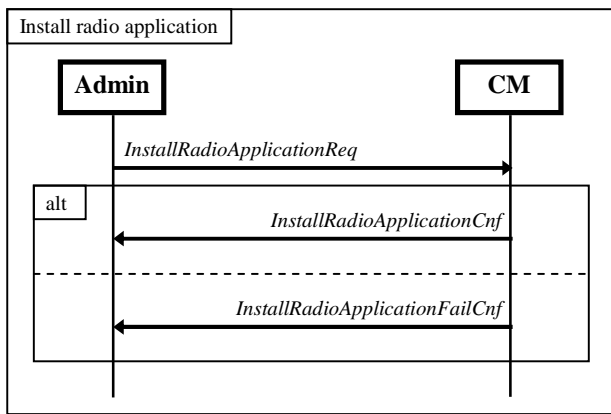 Install radio application
Admin
CM
InstallRadioApplicationReq
alt
InstallRadioApplicationCnf
InstallRadioApplicationFailCnf